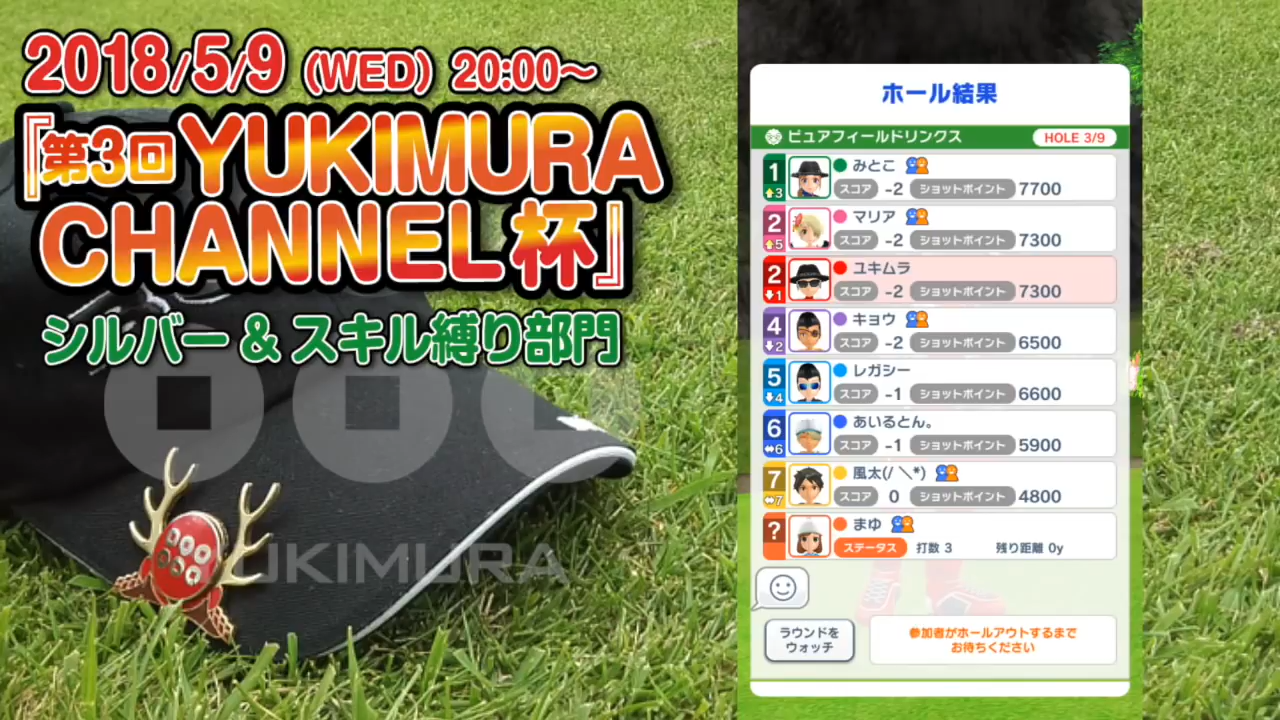 2018/5/9 (WED) 20:00～
『第3回 YUKIMURA
CHANNEL杯』
シルバー & スキル縛り部門
YUKIMURA
ホール結果
ピュアフィールドリンクス HOLE 3/9
1 みとこ
↑3 スコア -2 ショットポイント 7700
2 マリア
↑5 スコア -2 ショットポイント 7300
2 ユキムラ
↓1 スコア -2 ショットポイント 7300
4 キョウ
↓2 スコア -2 ショットポイント 6500
5 レガシー
↓4 スコア -1 ショットポイント 6600
6 あいるとん。
⇔6 スコア -1 ショットポイント 5900
7 風太(/ ＼*)
⇔7 スコア 0 ショットポイント 4800
? まゆ
ステータス 打数 3 残り距離 0y
ラウンドを
ウォッチ
参加者がホールアウトするまで
お待ちください